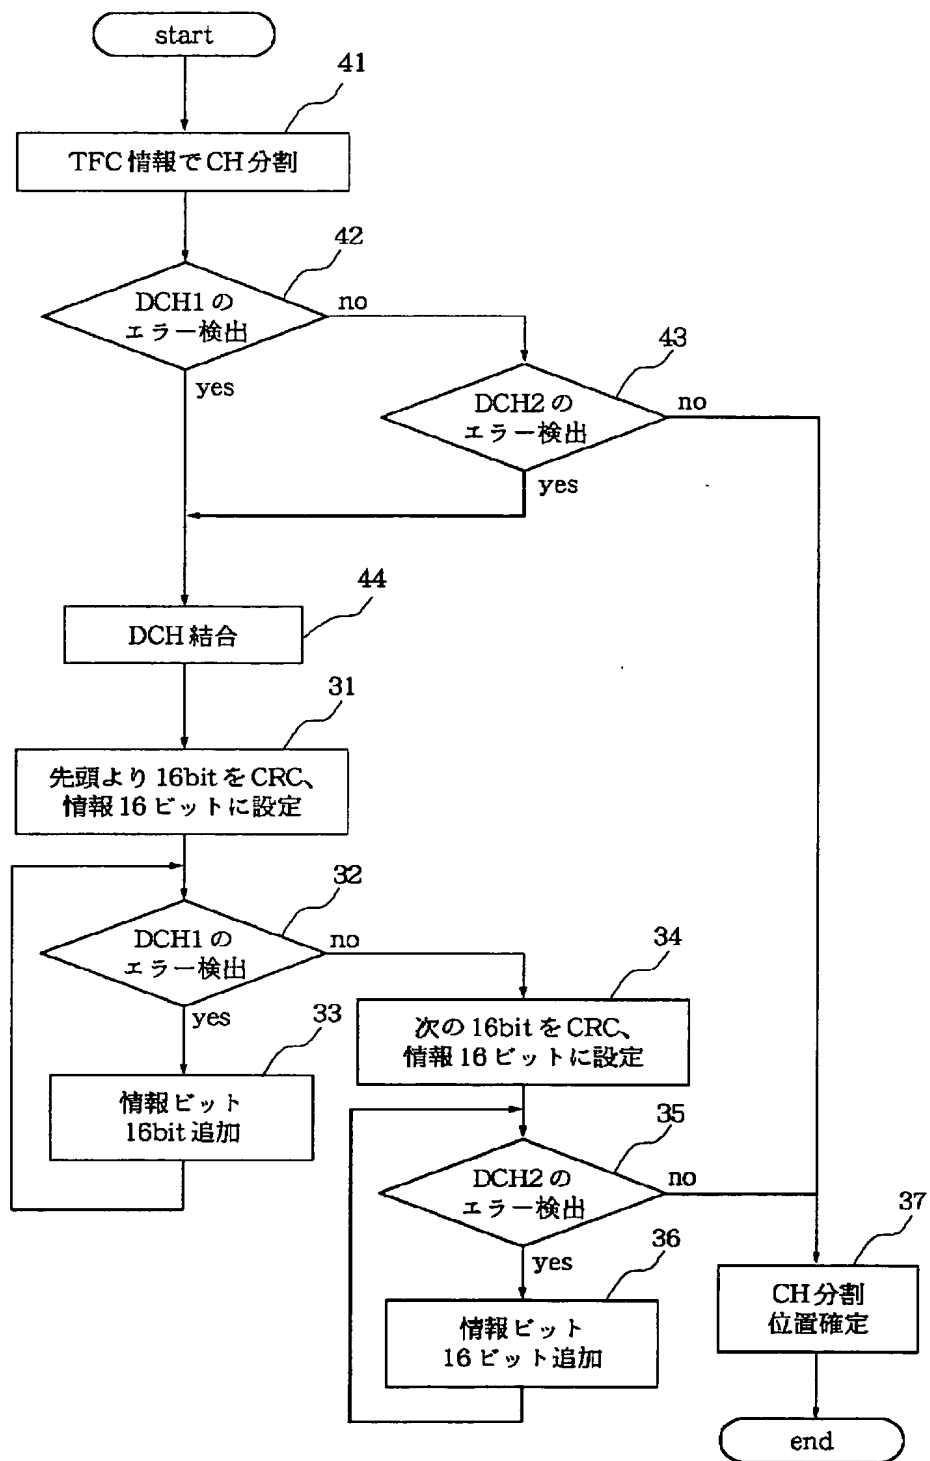 start
41
TFC 情報で CH 分割
42
DCH1 の
エラー検出
no
yes
43
DCH2 の
エラー検出
no
yes
44
DCH 結合
31
先頭より 16bit を CRC、
情報 16 ビットに設定
32
DCH1 の
エラー検出
no
yes
33
情報ビット
16bit 追加
34
次の 16bit を CRC、
情報 16 ビットに設定
35
DCH2 の
エラー検出
no
yes
36
情報ビット
16 ビット追加
37
CH 分割
位置確定
end